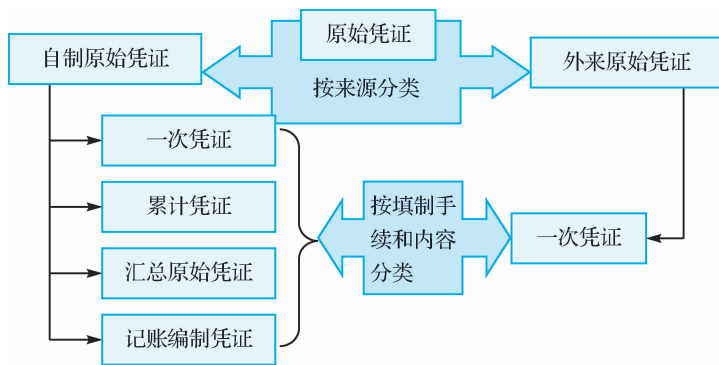 原始凭证
自制原始凭证
外来原始凭证
按来源分类
一次凭证
累计凭证
汇总原始凭证
记账编制凭证
按填制手
续和内容
分类
一次凭证